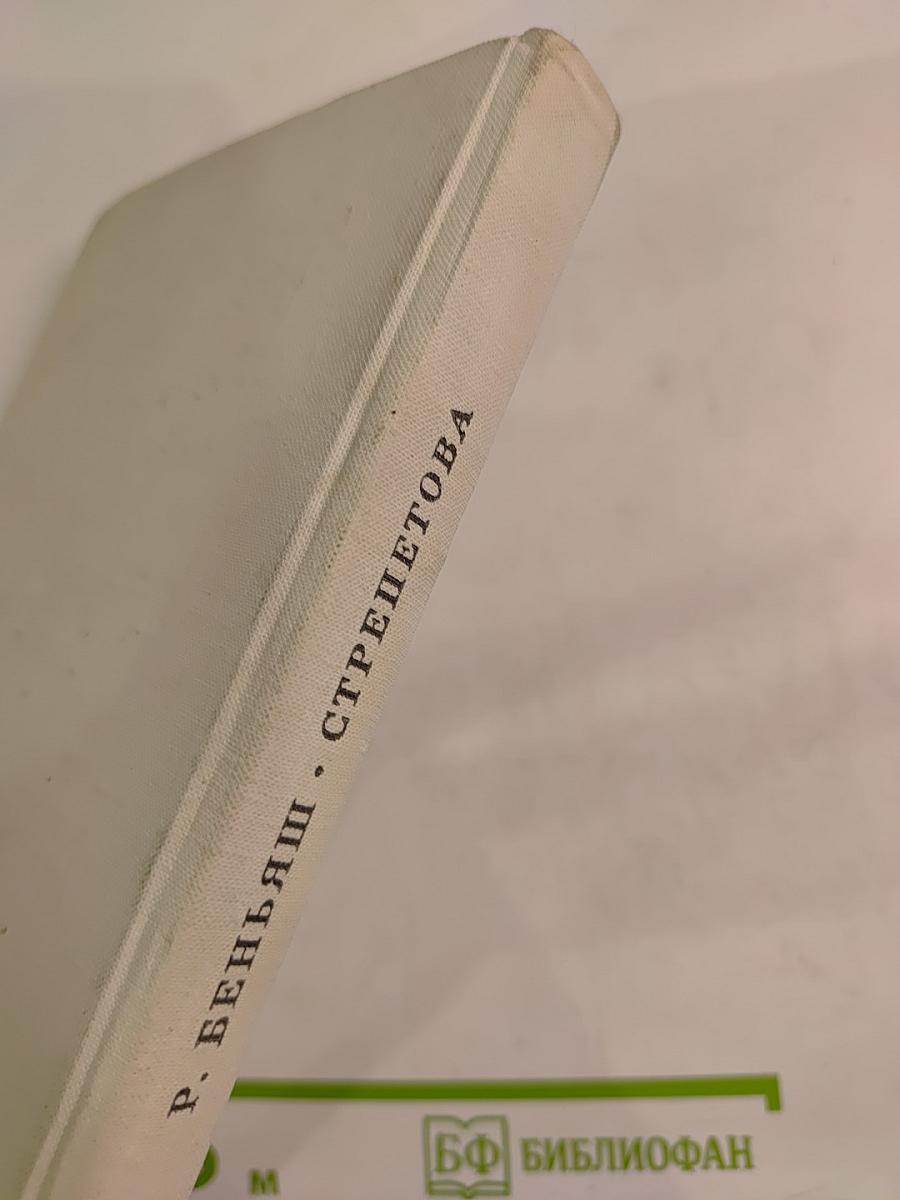 Р. БЕНЬЯШ · СТРЕПЕТОВА
М
БФ БИБЛИОФАН